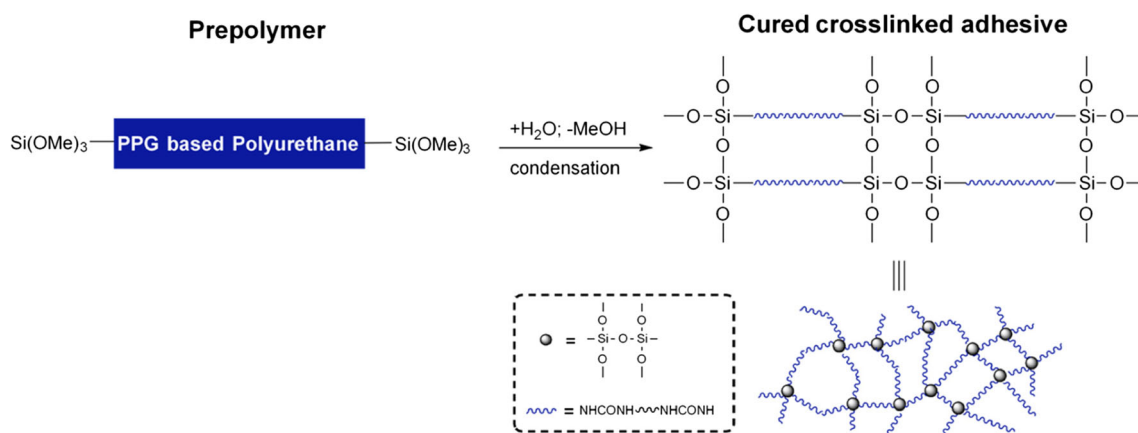 Prepolymer
Cured crosslinked adhesive
Si(OMe)₃
PPG based Polyurethane
Si(OMe)₃
+H₂O; -MeOH
condensation
O O O O
O Si Si O Si Si O
O O O O
O Si Si O Si Si O
O O O O
O O
= Si O Si
O O
= NHCONH NHCONH